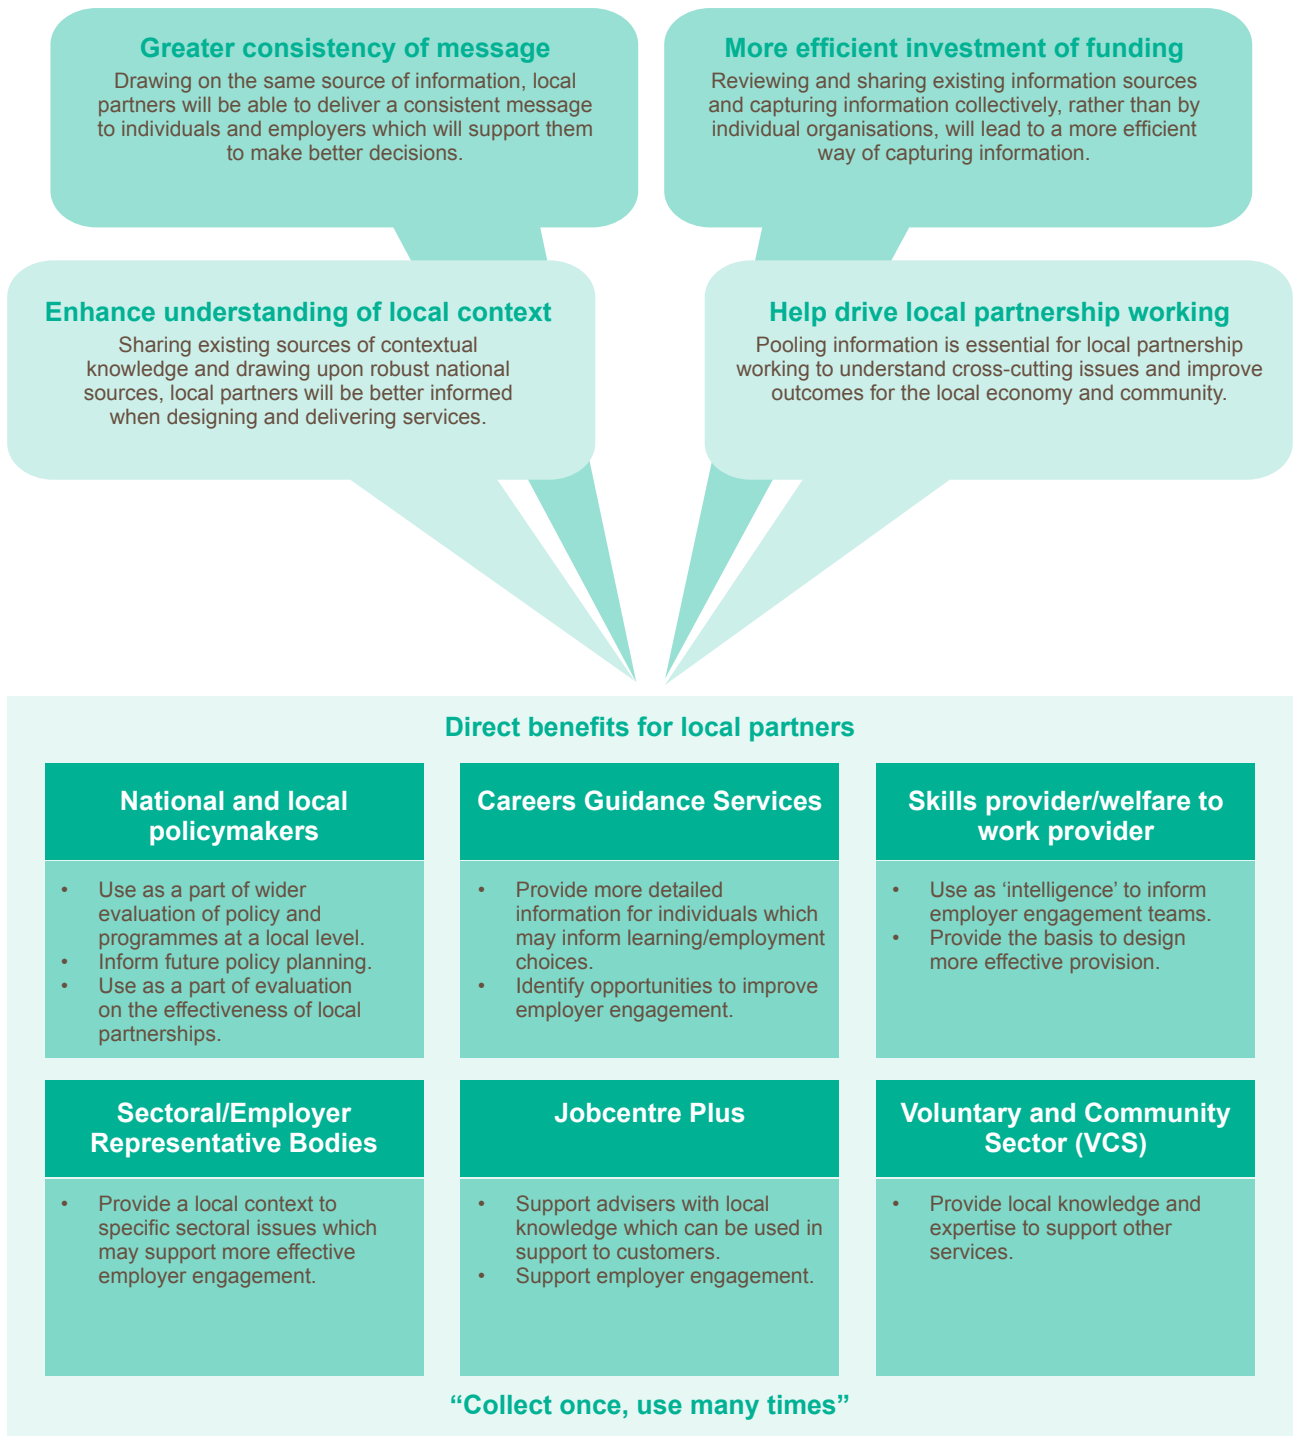 Greater consistency of message
Drawing on the same source of information, local
partners will be able to deliver a consistent message
to individuals and employers which will support them
to make better decisions.
More efficient investment of funding
Reviewing and sharing existing information sources
and capturing information collectively, rather than by
individual organisations, will lead to a more efficient
way of capturing information.
Enhance understanding of local context
Sharing existing sources of contextual
knowledge and drawing upon robust national
sources, local partners will be better informed
when designing and delivering services.
Help drive local partnership working
Pooling information is essential for local partnership
working to understand cross-cutting issues and improve
outcomes for the local economy and community.
Direct benefits for local partners
National and local
policymakers
• Use as a part of wider
evaluation of policy and
programmes at a local level.
• Inform future policy planning.
• Use as a part of evaluation
on the effectiveness of local
partnerships.
Careers Guidance Services
• Provide more detailed
information for individuals which
may inform learning/employment
choices.
• Identify opportunities to improve
employer engagement.
Skills provider/welfare to
work provider
• Use as ‘intelligence’ to inform
employer engagement teams.
• Provide the basis to design
more effective provision.
Sectoral/Employer
Representative Bodies
• Provide a local context to
specific sectoral issues which
may support more effective
employer engagement.
Jobcentre Plus
• Support advisers with local
knowledge which can be used in
support to customers.
• Support employer engagement.
Voluntary and Community
Sector (VCS)
• Provide local knowledge and
expertise to support other
services.
“Collect once, use many times”